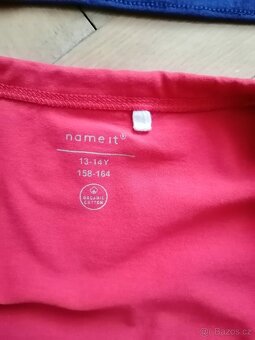 name it®
13-14Y
158-164
ORGANIC
COTTON
Bazos.cz